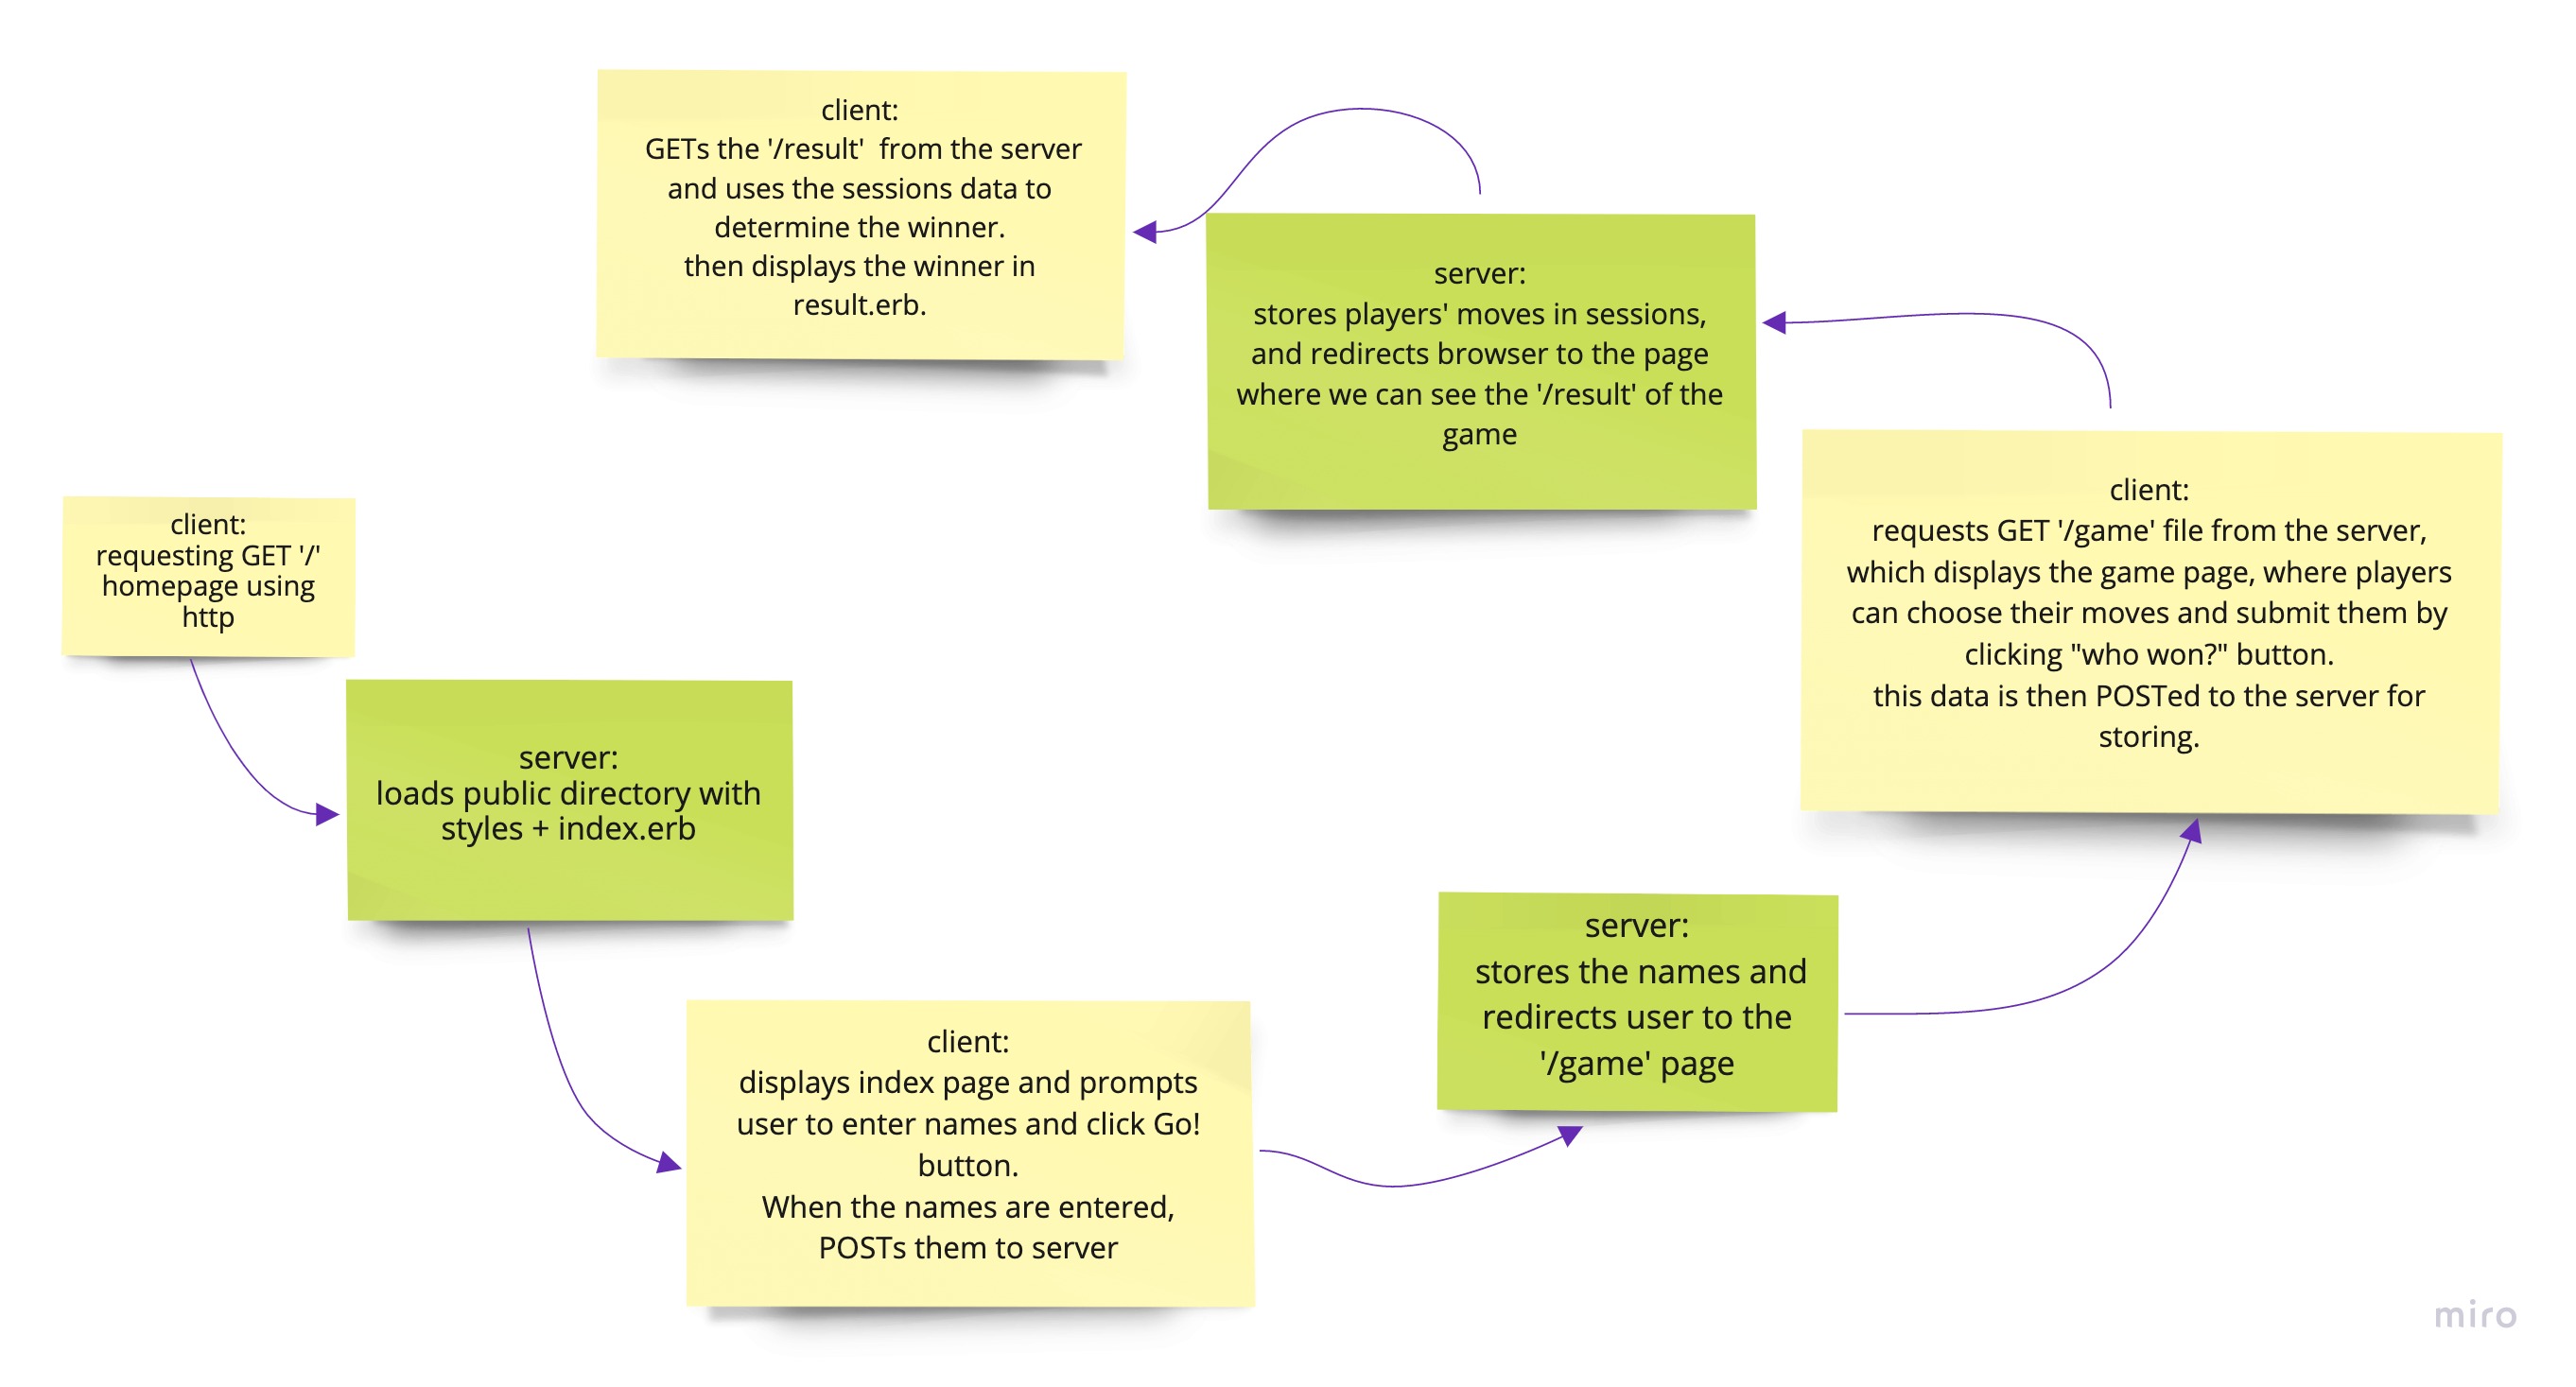 client:
requesting GET '/'
homepage using
http
server:
loads public directory with
styles + index.erb
client:
displays index page and prompts
user to enter names and click Go!
button.
When the names are entered,
POSTs them to server
server:
stores the names and
redirects user to the
'/game' page
client:
requests GET '/game' file from the server,
which displays the game page, where players
can choose their moves and submit them by
clicking "who won?" button.
this data is then POSTed to the server for
storing.
server:
stores players' moves in sessions,
and redirects browser to the page
where we can see the '/result' of the
game
client:
GETs the '/result'  from the server
and uses the sessions data to
determine the winner.
then displays the winner in
result.erb.
miro